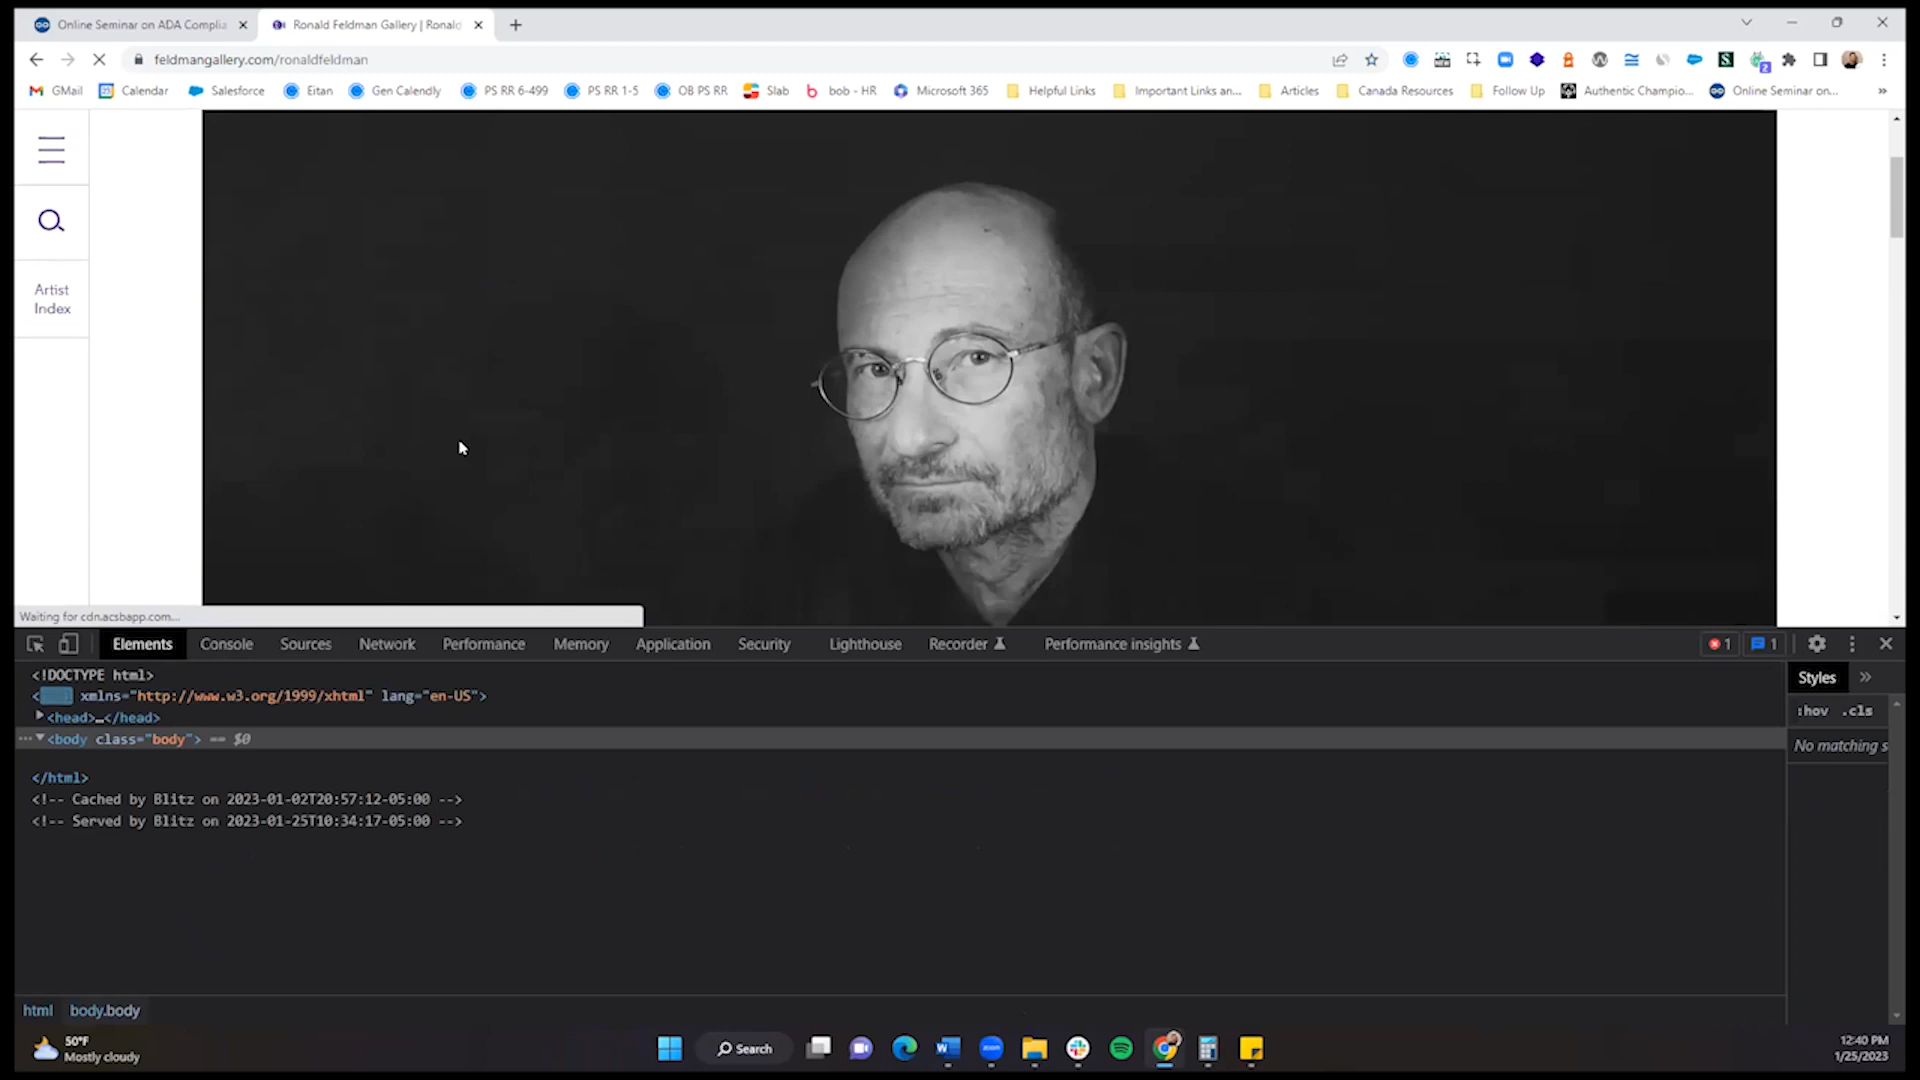 Online Seminar on ADA Complia
Ronald Feldman Gallery | Ronald
feldmangallery.com/ronaldfeldman
2
GMail
Calendar
Salesforce
Eitan
Gen Calendly
PS RR 6-499
PS RR 1-5
OB PS RR
Slab
bob - HR
Microsoft 365
Helpful Links
Important Links an...
Articles
Canada Resources
Follow Up
Authentic Champio...
Online Seminar on...
Artist
Index
Waiting for cdn.acsbapp.com...
Elements
Console
Sources
Network
Performance
Memory
Application
Security
Lighthouse
Recorder
Performance insights
1
1
<!DOCTYPE html>
xmlns="http://www.w3.org/1999/xhtml" lang="en-US">
<head>…</head>
<body class="body"> == $0
</html>
<!-- Cached by Blitz on 2023-01-02T20:57:12-05:00 -->
<!-- Served by Blitz on 2023-01-25T10:34:17-05:00 -->
Styles
:hov .cls
No matching s
html
body.body
50°F
Mostly cloudy
Search
zoom
12:40 PM
1/25/2023